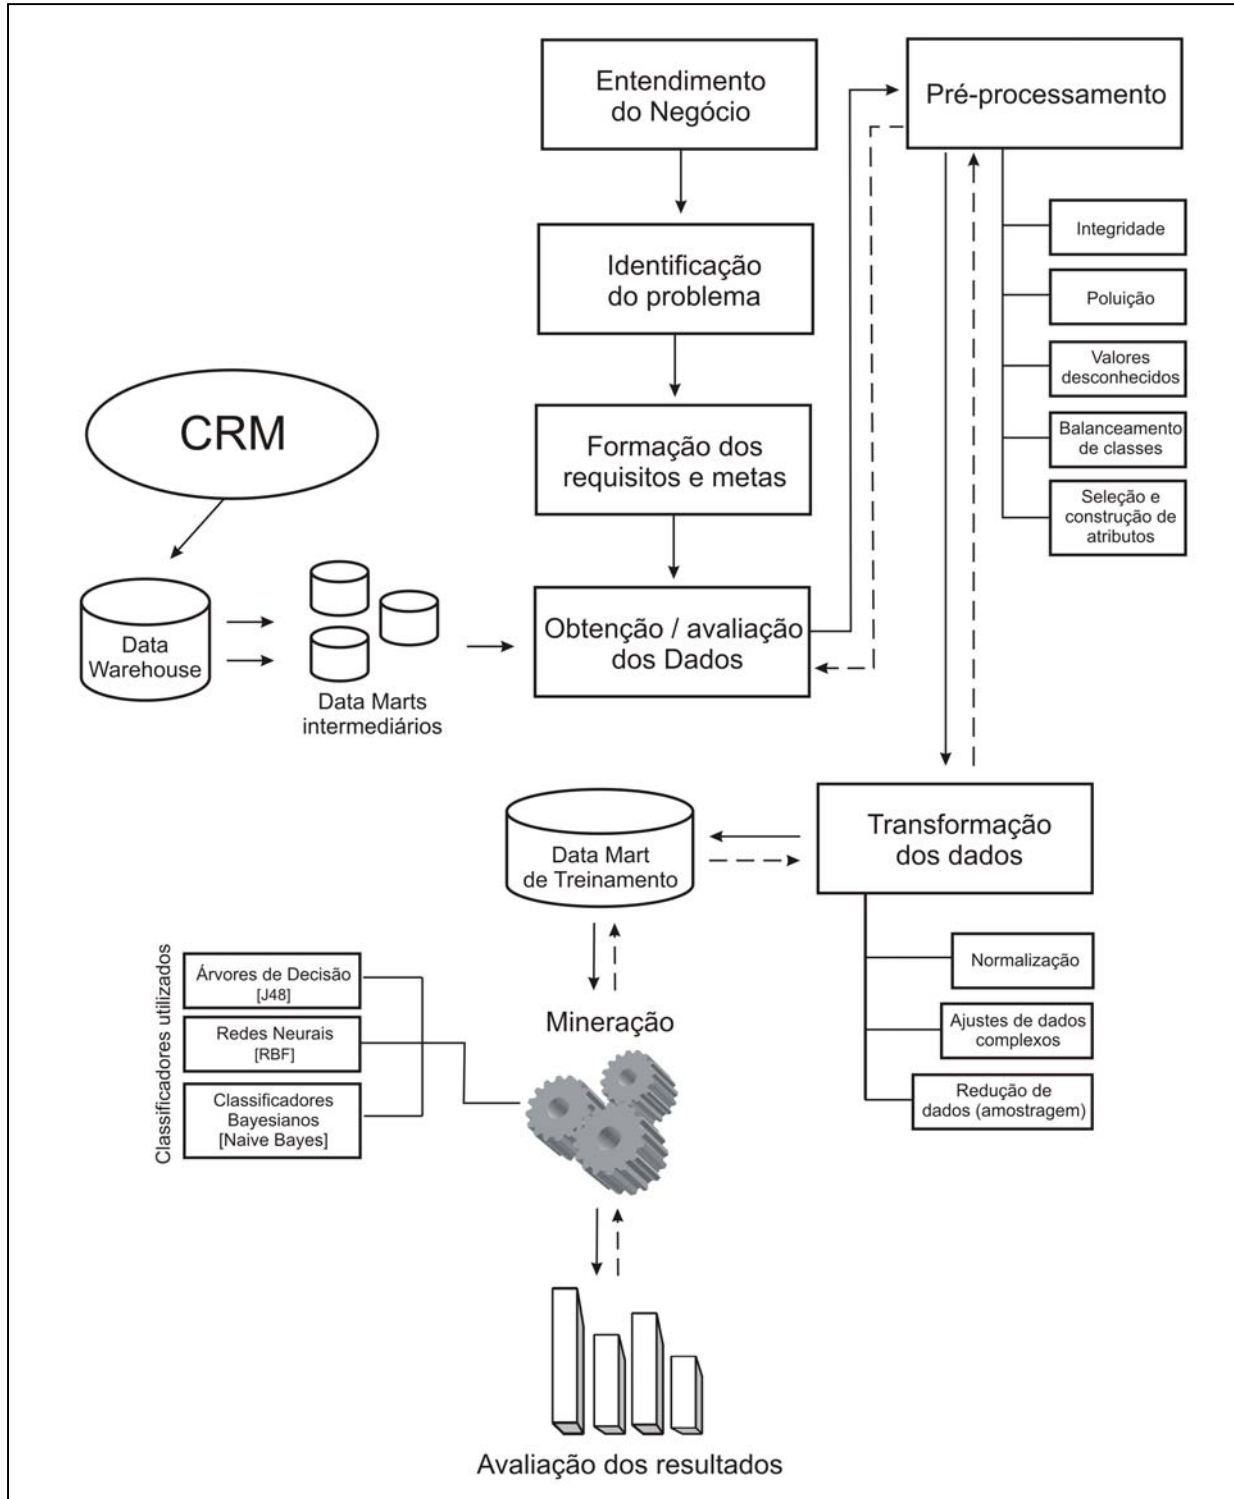 Entendimento
do Negócio
Pré-processamento
Integridade
Identificação
do problema
Poluição
Valores
desconhecidos
CRM
Balanceamento
de classes
Formação dos
requisitos e metas
Seleção e
construção de
atributos
Data
Warehouse
Data Marts
intermediários
Obtenção / avaliação
dos Dados
Transformação
dos dados
Data Mart
de Treinamento
Normalização
Ajustes de dados
complexos
Redução de
dados (amostragem)
Classificadores utilizados
Árvores de Decisão
[J48]
Redes Neurais
[RBF]
Classificadores
Bayesianos
[Naive Bayes]
Mineração
Avaliação dos resultados